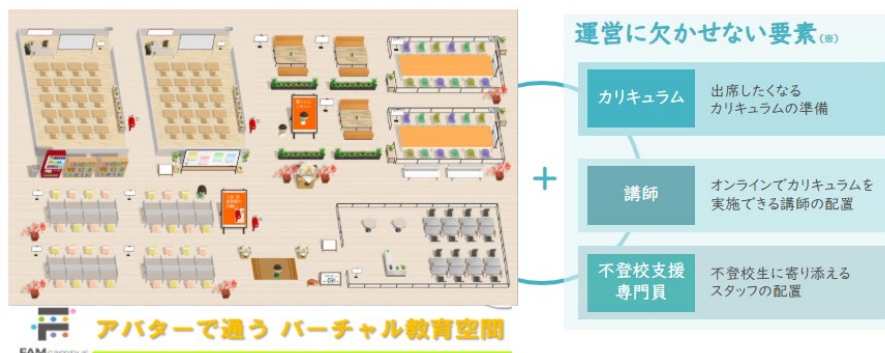 運営に欠かせない要素(※)
カリキュラム
出席したくなる
カリキュラムの準備
+
講師
オンラインでカリキュラムを
実施できる講師の配置
不登校支援
専門員
不登校生に寄り添える
スタッフの配置
アバターで通う バーチャル教育空間
FAMcampus